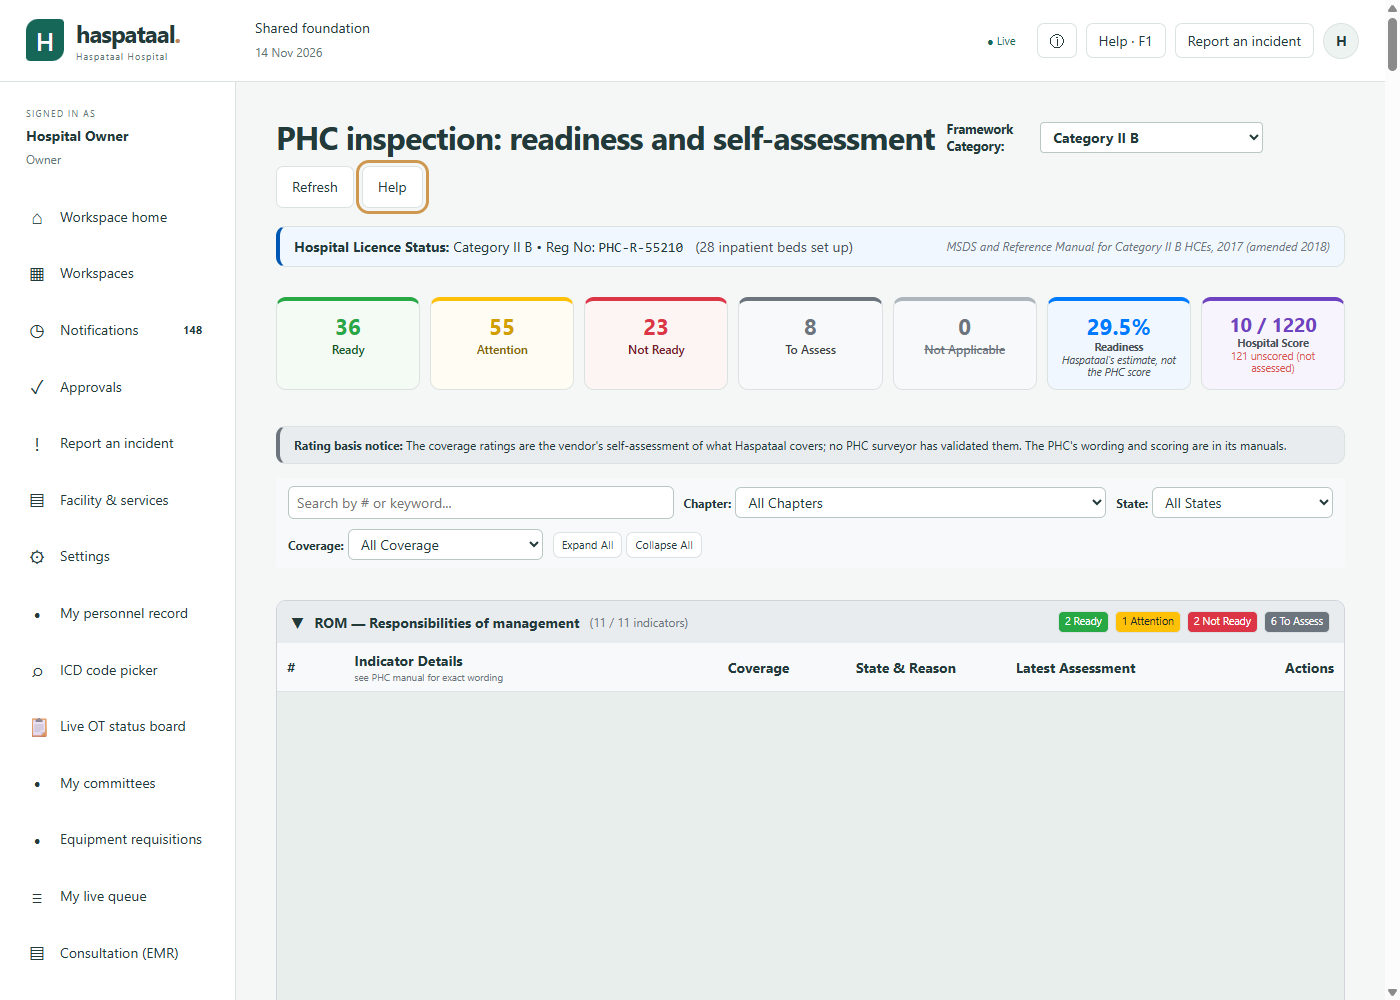 H
haspataal.
Haspataal Hospital
Shared foundation
14 Nov 2026
● Live
Help · F1
Report an incident
H
SIGNED IN AS
Hospital Owner
Owner
Workspace home
Workspaces
Notifications 148
Approvals
Report an incident
Facility & services
Settings
My personnel record
ICD code picker
Live OT status board
My committees
Equipment requisitions
My live queue
Consultation (EMR)
PHC inspection: readiness and self-assessment
Framework
Category:
Category II B
Refresh
Help
Hospital Licence Status: Category II B • Reg No: PHC-R-55210 (28 inpatient beds set up)
MSDS and Reference Manual for Category II B HCEs, 2017 (amended 2018)
36
Ready
55
Attention
23
Not Ready
8
To Assess
0
Not Applicable
29.5%
Readiness
Haspataal's estimate, not
the PHC score
10 / 1220
Hospital Score
121 unscored (not
assessed)
Rating basis notice: The coverage ratings are the vendor's self-assessment of what Haspataal covers; no PHC surveyor has validated them. The PHC's wording and scoring are in its manuals.
Search by # or keyword...
Chapter: All Chapters
State: All States
Coverage: All Coverage
Expand All
Collapse All
▼ ROM — Responsibilities of management (11 / 11 indicators)
2 Ready
1 Attention
2 Not Ready
6 To Assess
#
Indicator Details
see PHC manual for exact wording
Coverage
State & Reason
Latest Assessment
Actions